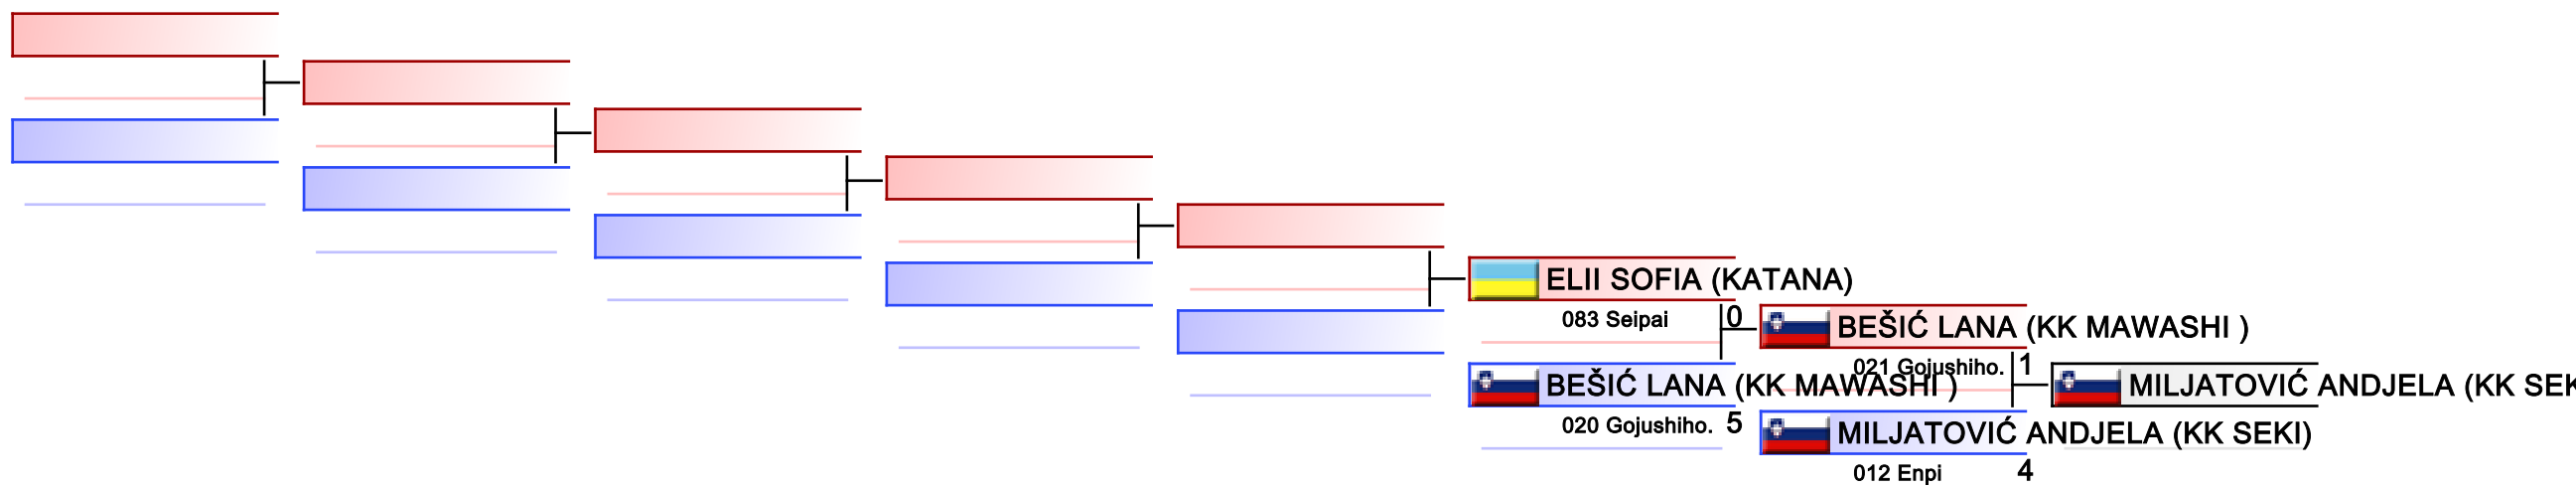 ELII SOFIA (KATANA)
083 Seipai 0
BEŠIĆ LANA (KK MAWASHI )
020 Gojushiho. 5
BEŠIĆ LANA (KK MAWASHI )
021 Gojushiho. 1
MILJATOVIĆ ANDJELA (KK SEKI)
012 Enpi 4
MILJATOVIĆ ANDJELA (KK SEK